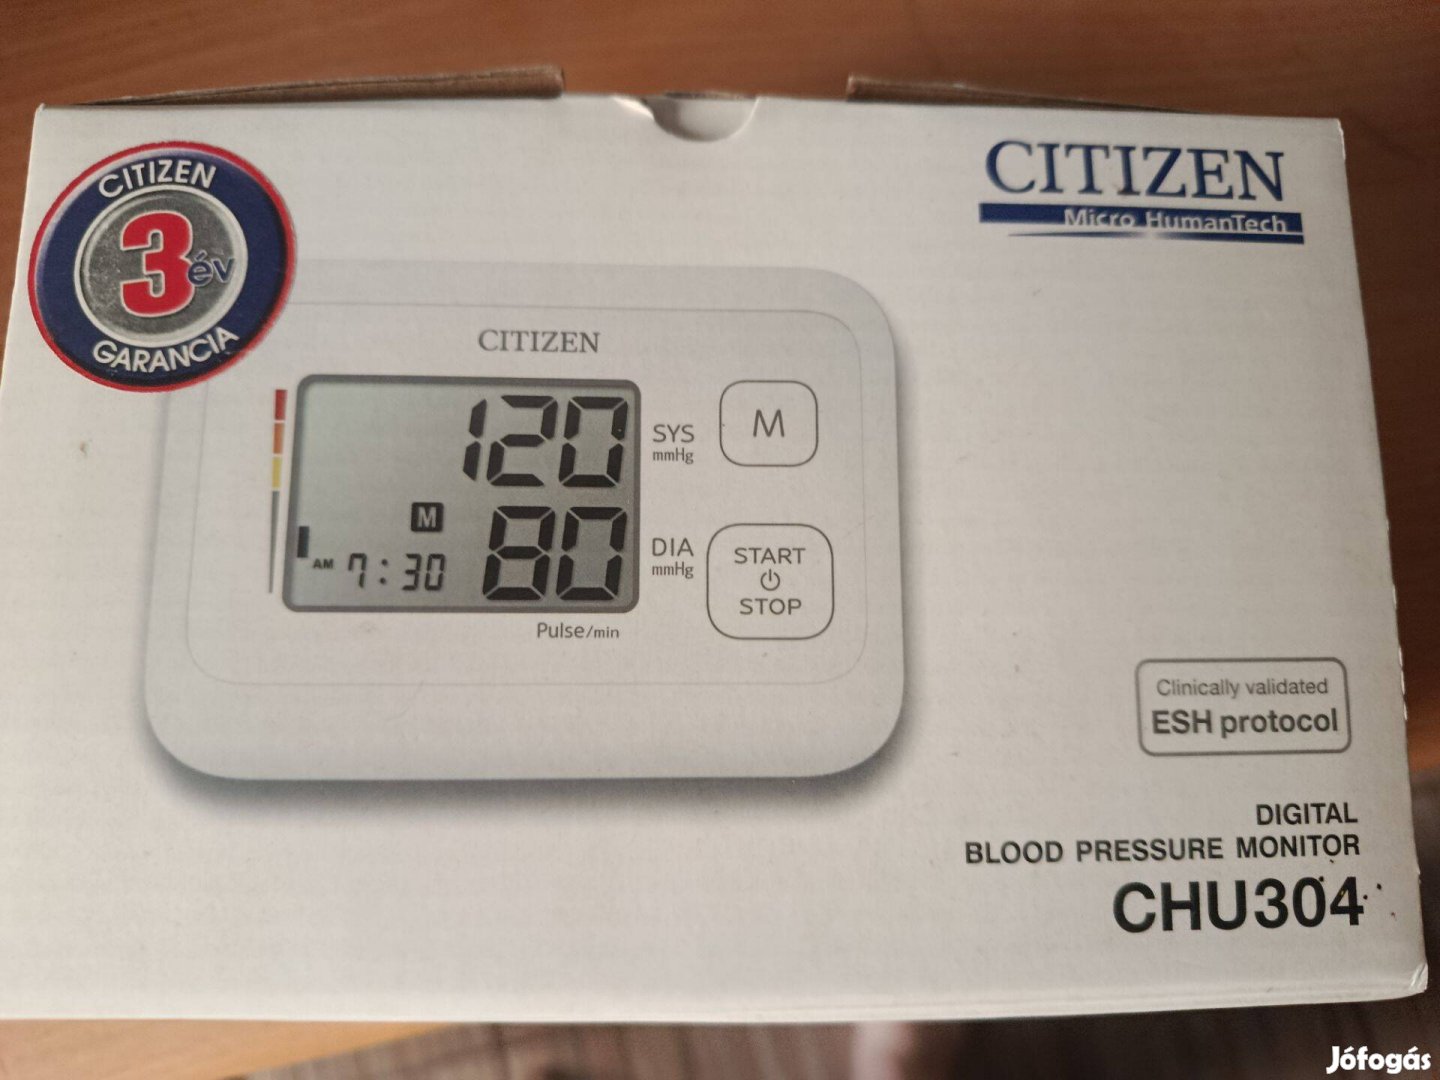 CITIZEN
3 év
GARANCIA
CITIZEN
Micro HumanTech
CITIZEN
120
SYS
mmHg
M
M
AM 7:30
80
DIA
mmHg
START
STOP
Pulse/min
Clinically validated
ESH protocol
DIGITAL
BLOOD PRESSURE MONITOR
CHU304
Jófogás